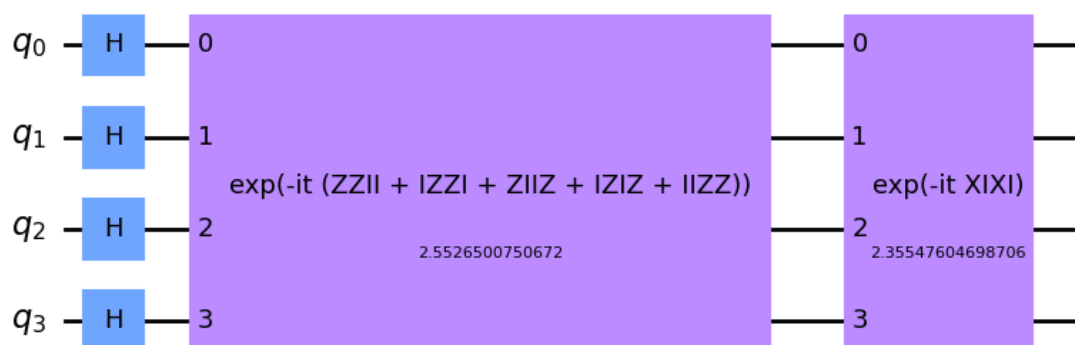 q0 H 0 0
q1 H 1 1
exp(-it (ZZII + IZZI + ZIIZ + IZIZ + IIZZ)) exp(-it XIXI)
q2 H 2 2
2.5526500750672 2.35547604698706
q3 H 3 3